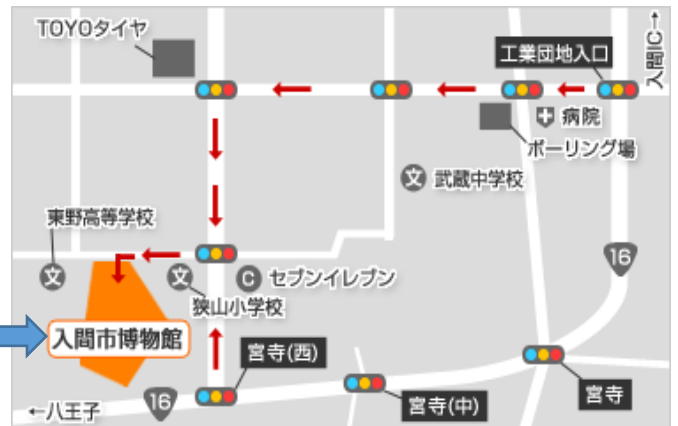 TOYOタイヤ
入間IC→
工業団地入口
病院
ボーリング場
文 武蔵中学校
東野高等学校
文
文
狭山小学校
C セブンイレブン
16
入間市博物館
宮寺(西)
宮寺(中)
宮寺
←八王子
16